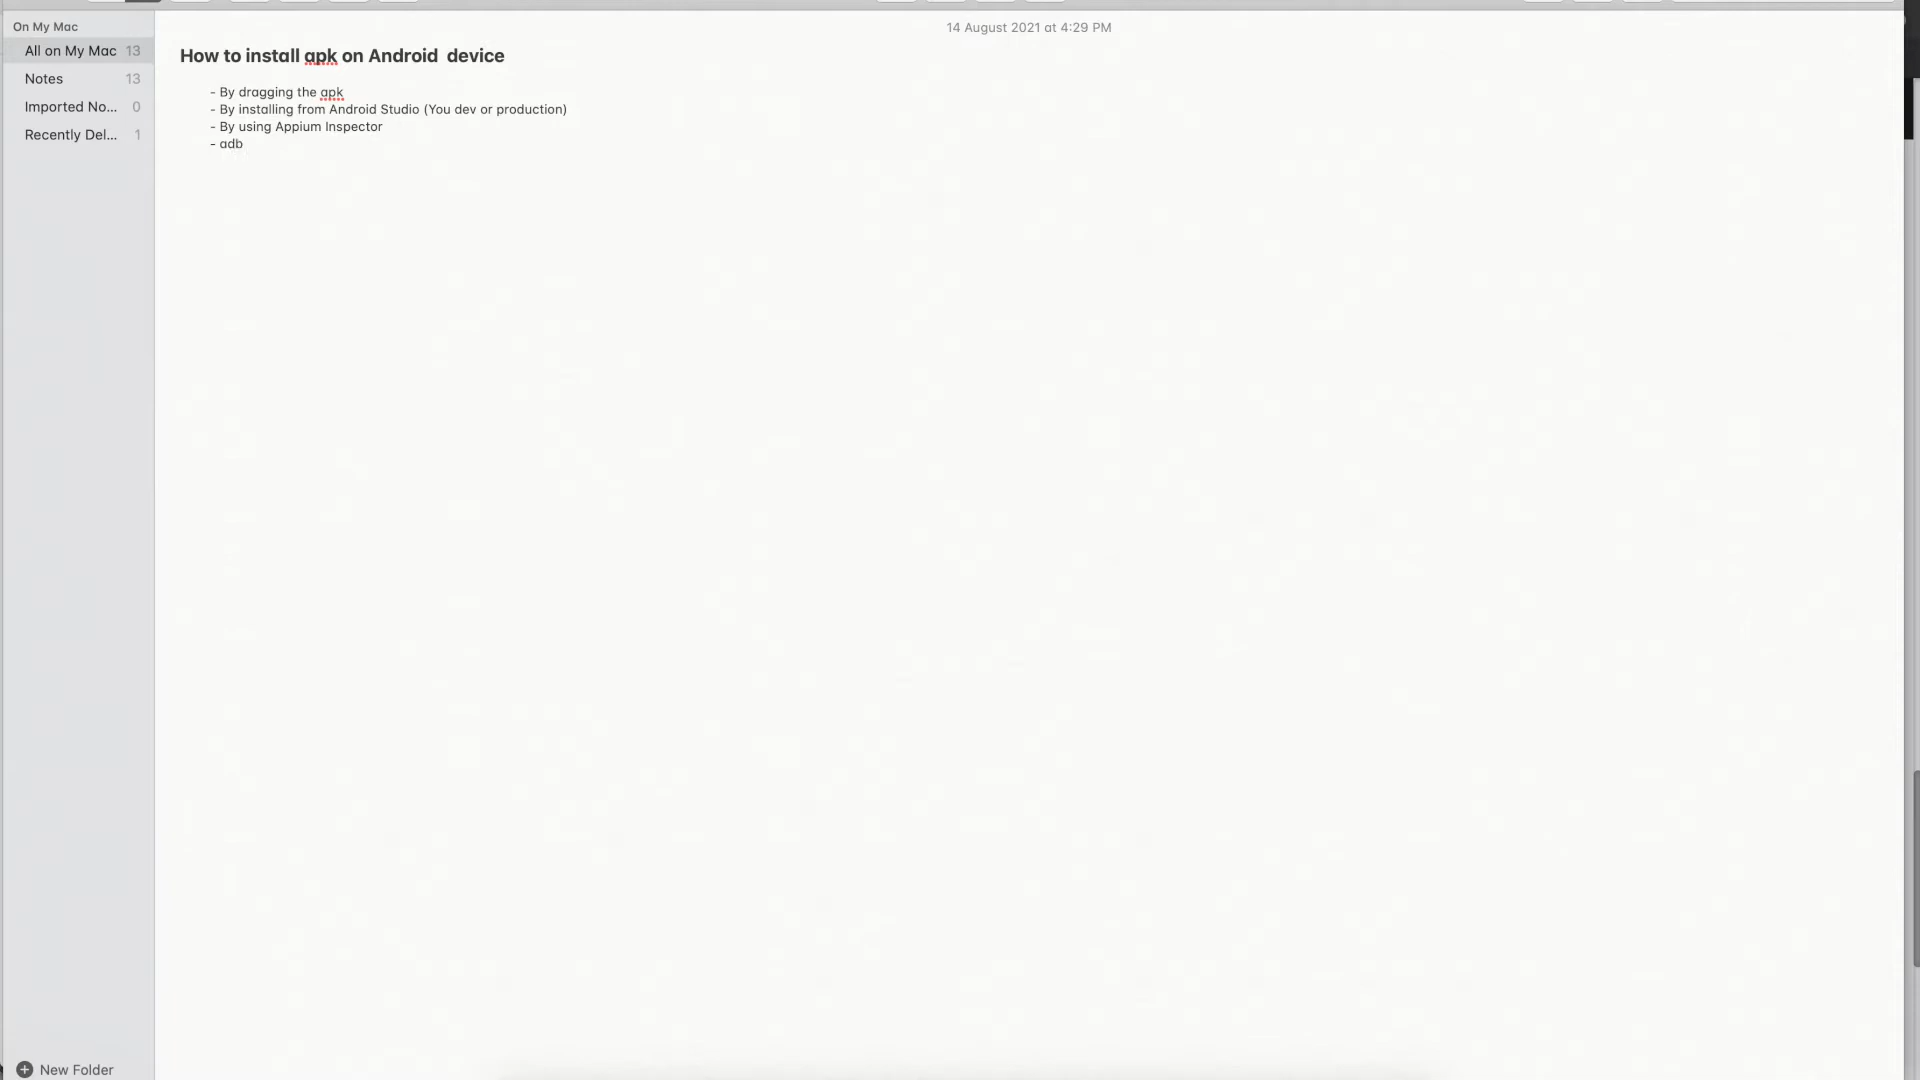 On My Mac
All on My Mac 13
Notes 13
Imported No... 0
Recently Del... 1
New Folder
14 August 2021 at 4:29 PM
How to install apk on Android  device
- By dragging the apk
- By installing from Android Studio (You dev or production)
- By using Appium Inspector
- adb